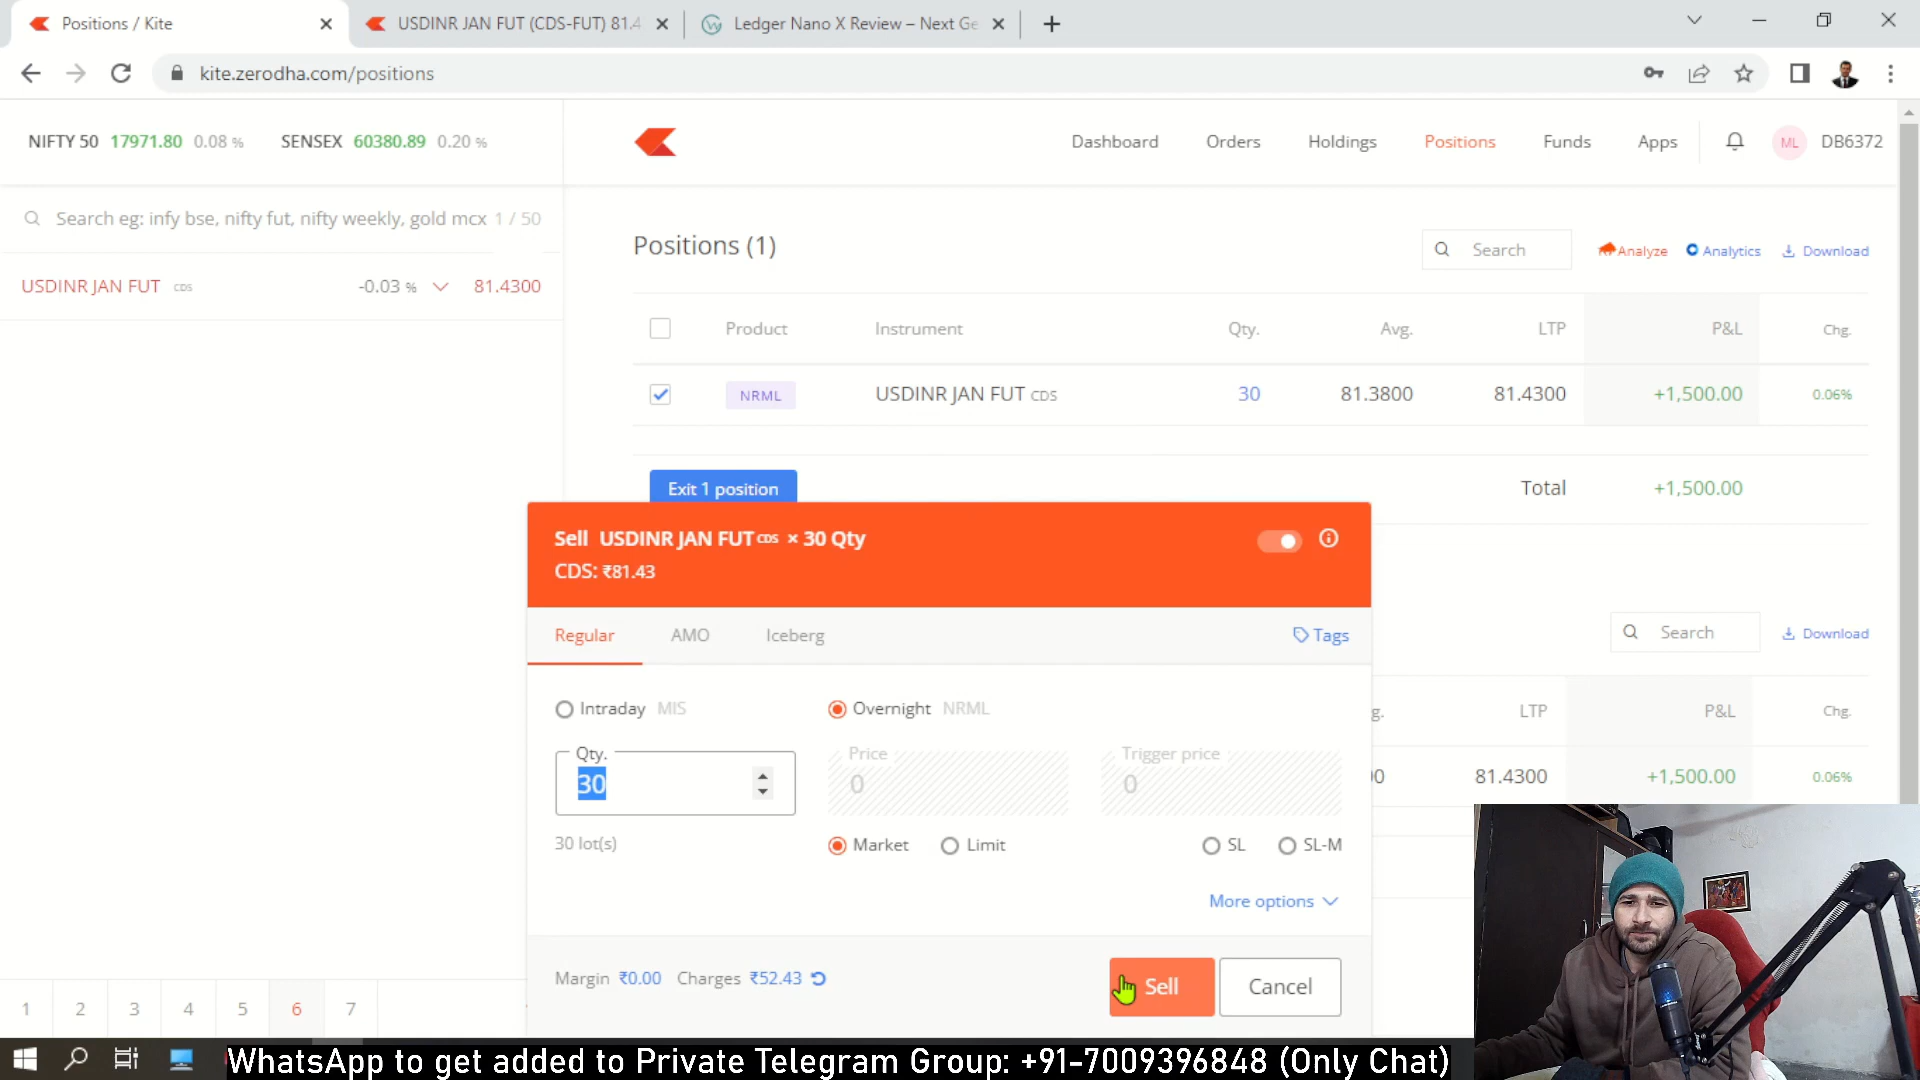 Positions / Kite
USDINR JAN FUT (CDS-FUT) 81.4
Ledger Nano X Review – Next Ge
kite.zerodha.com/positions
NIFTY 50 17971.80 0.08 % SENSEX 60380.89 0.20 %
Dashboard Orders Holdings Positions Funds Apps ML DB6372
Search eg: infy bse, nifty fut, nifty weekly, gold mcx 1 / 50
USDINR JAN FUT CDS -0.03 % 81.4300
Positions (1) Search Analyze Analytics Download
Product Instrument Qty. Avg. LTP P&L Chg.
NRML USDINR JAN FUT CDS 30 81.3800 81.4300 +1,500.00 0.06%
Exit 1 position Total +1,500.00
Sell USDINR JAN FUT CDS × 30 Qty
CDS: ₹81.43
Regular AMO Iceberg Tags
Search Download
Intraday MIS Overnight NRML
g. LTP P&L Chg.
Qty. Price Trigger price
30 0 0
00 81.4300 +1,500.00 0.06%
30 lot(s) Market Limit SL SL-M
More options
Margin ₹0.00 Charges ₹52.43 Sell Cancel
1 2 3 4 5 6 7
WhatsApp to get added to Private Telegram Group: +91-7009396848 (Only Chat)